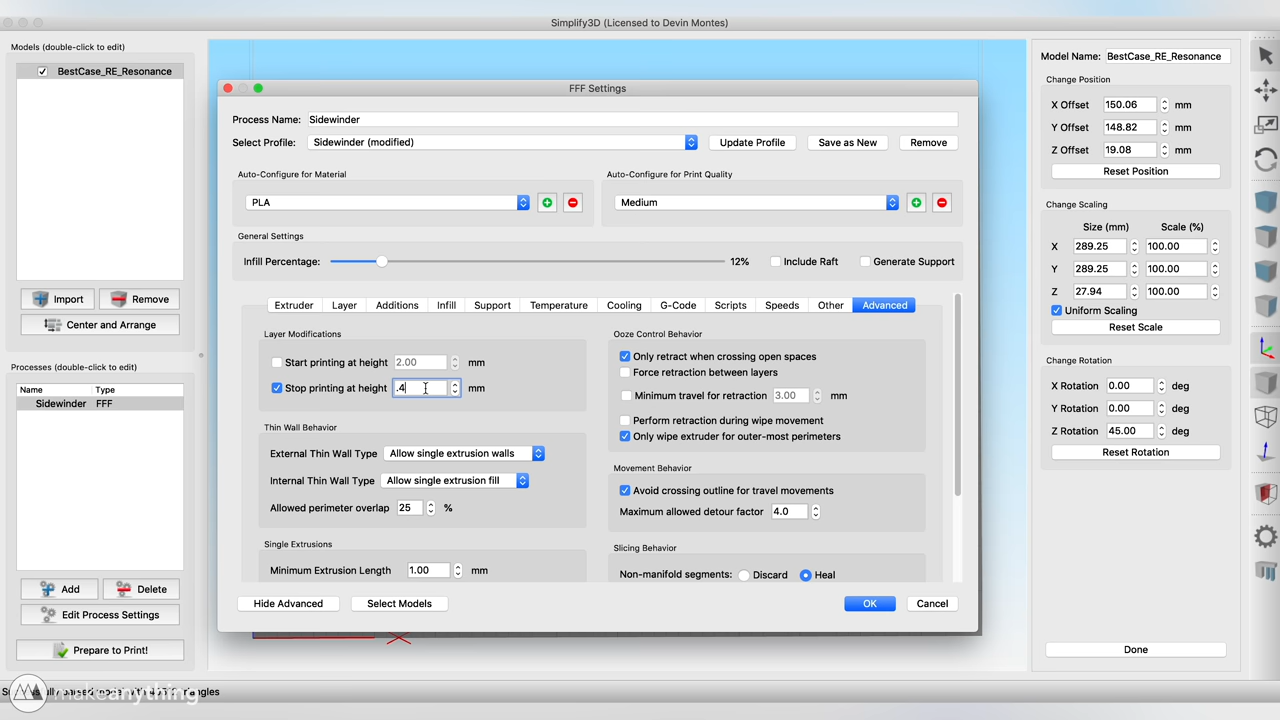 Simplify3D (Licensed to Devin Montes)
Models (double-click to edit)
BestCase_RE_Resonance
Import
Remove
Center and Arrange
Processes (double-click to edit)
Name Type
Sidewinder FFF
Add
Delete
Edit Process Settings
Prepare to Print!
FFF Settings
Process Name: Sidewinder
Select Profile: Sidewinder (modified) Update Profile Save as New Remove
Auto-Configure for Material
PLA
Auto-Configure for Print Quality
Medium
General Settings
Infill Percentage: 12% Include Raft Generate Support
Extruder Layer Additions Infill Support Temperature Cooling G-Code Scripts Speeds Other Advanced
Layer Modifications
Start printing at height 2.00 mm
Stop printing at height .4 mm
Thin Wall Behavior
External Thin Wall Type Allow single extrusion walls
Internal Thin Wall Type Allow single extrusion fill
Allowed perimeter overlap 25 %
Single Extrusions
Minimum Extrusion Length 1.00 mm
Ooze Control Behavior
Only retract when crossing open spaces
Force retraction between layers
Minimum travel for retraction 3.00 mm
Perform retraction during wipe movement
Only wipe extruder for outer-most perimeters
Movement Behavior
Avoid crossing outline for travel movements
Maximum allowed detour factor 4.0
Slicing Behavior
Non-manifold segments: Discard Heal
Hide Advanced Select Models OK Cancel
Model Name: BestCase_RE_Resonance
Change Position
X Offset 150.06 mm
Y Offset 148.82 mm
Z Offset 19.08 mm
Reset Position
Change Scaling
Size (mm) Scale (%)
X 289.25 100.00
Y 289.25 100.00
Z 27.94 100.00
Uniform Scaling
Reset Scale
Change Rotation
X Rotation 0.00 deg
Y Rotation 0.00 deg
Z Rotation 45.00 deg
Reset Rotation
Done
makeanything